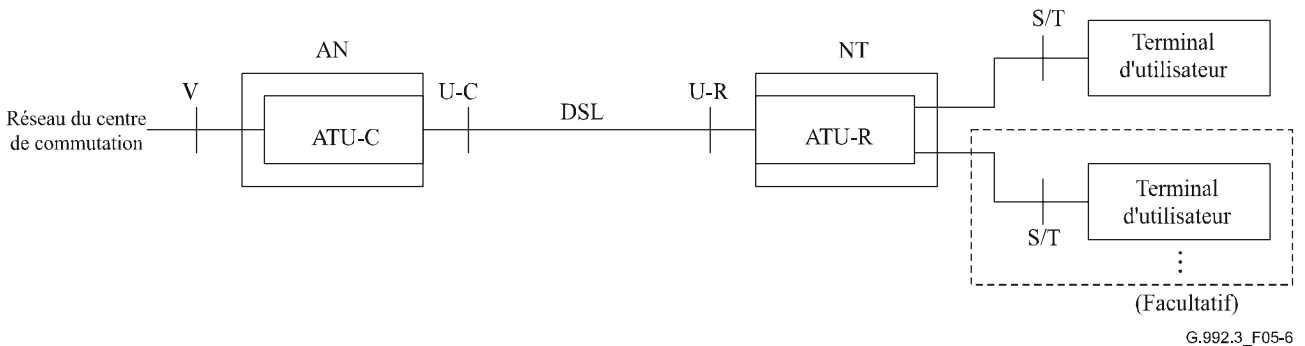 S/T
Terminal
d'utilisateur
AN
NT
V
U-C
U-R
DSL
Réseau du centre
de commutation
ATU-C
ATU-R
Terminal
d'utilisateur
S/T
(Facultatif)
G.992.3_F05-6